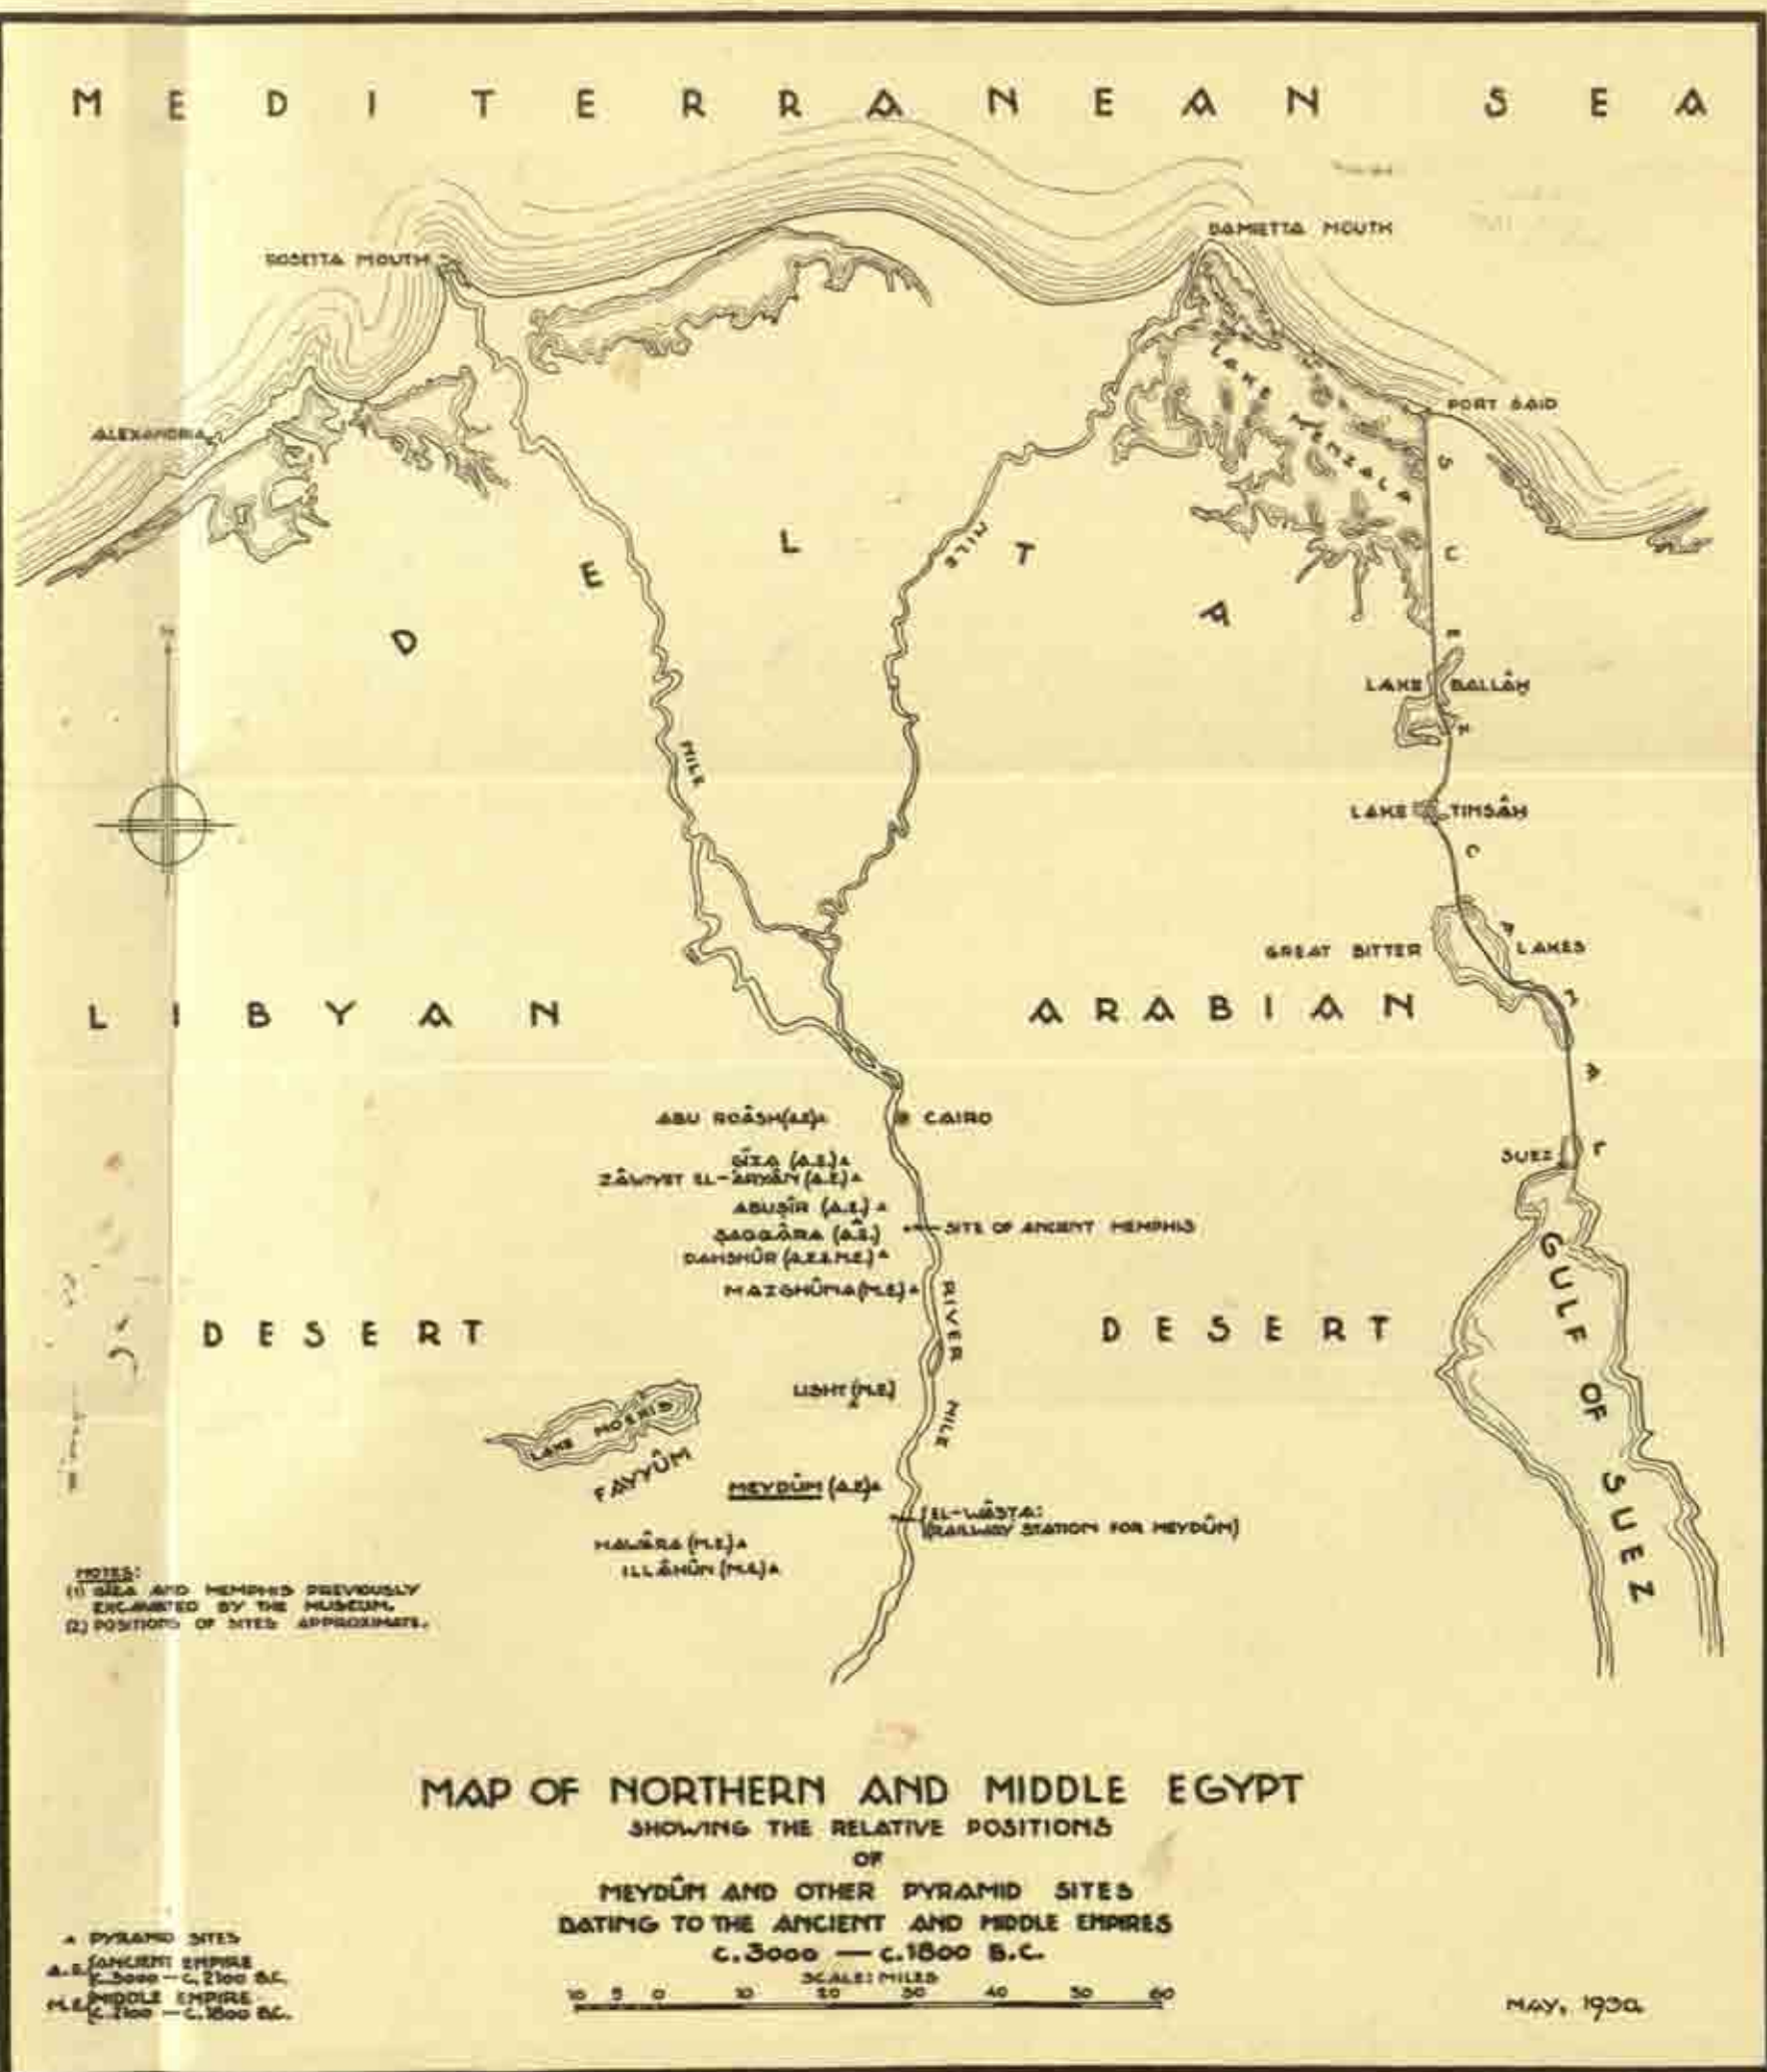 MEDITERRANEAN SEA
DAMIETTA MOUTH
ROSETTA MOUTH
LAKE MENZALA
PORT SAID
ALEXANDRIA
DELTA
NILE
NILE
SUEZ CANAL
LAKE BALLÂH
LAKE TIMSÂH
GREAT BITTER LAKES
LIBYAN
ARABIAN
ABU ROÂSH (A.E.)
CAIRO
GÎZA (A.E.)
ZÂWIYET EL-ARYÂN (A.E.)
SUEZ
ABUSÎR (A.E.)
SAQQÂRA (A.E.)
SITE OF ANCIENT MEMPHIS
DAHSHÛR (A.E.&M.E.)
MAZGHÛNA (M.E.)
RIVER NILE
DESERT
DESERT
GULF OF SUEZ
LISHT (M.E.)
LAKE MOERIS
FAYYÛM
MEYDÛM (A.E.)
EL-WÂSTA:
(RAILWAY STATION FOR MEYDÛM)
HAWÂRA (M.E.)
ILLÂHÛN (M.E.)
NOTES:
(1) GÎZA AND MEMPHIS PREVIOUSLY
EXCAVATED BY THE MUSEUM.
(2) POSITIONS OF SITES APPROXIMATE.
MAP OF NORTHERN AND MIDDLE EGYPT
SHOWING THE RELATIVE POSITIONS
OF
MEYDÛM AND OTHER PYRAMID SITES
DATING TO THE ANCIENT AND MIDDLE EMPIRES
c.3000 — c.1800 B.C.
SCALE: MILES
10 5 0 10 20 30 40 50 60
PYRAMID SITES
A.E. ANCIENT EMPIRE
c.3000 — c.2100 B.C.
M.E. MIDDLE EMPIRE
c.2100 — c.1800 B.C.
MAY, 1930.